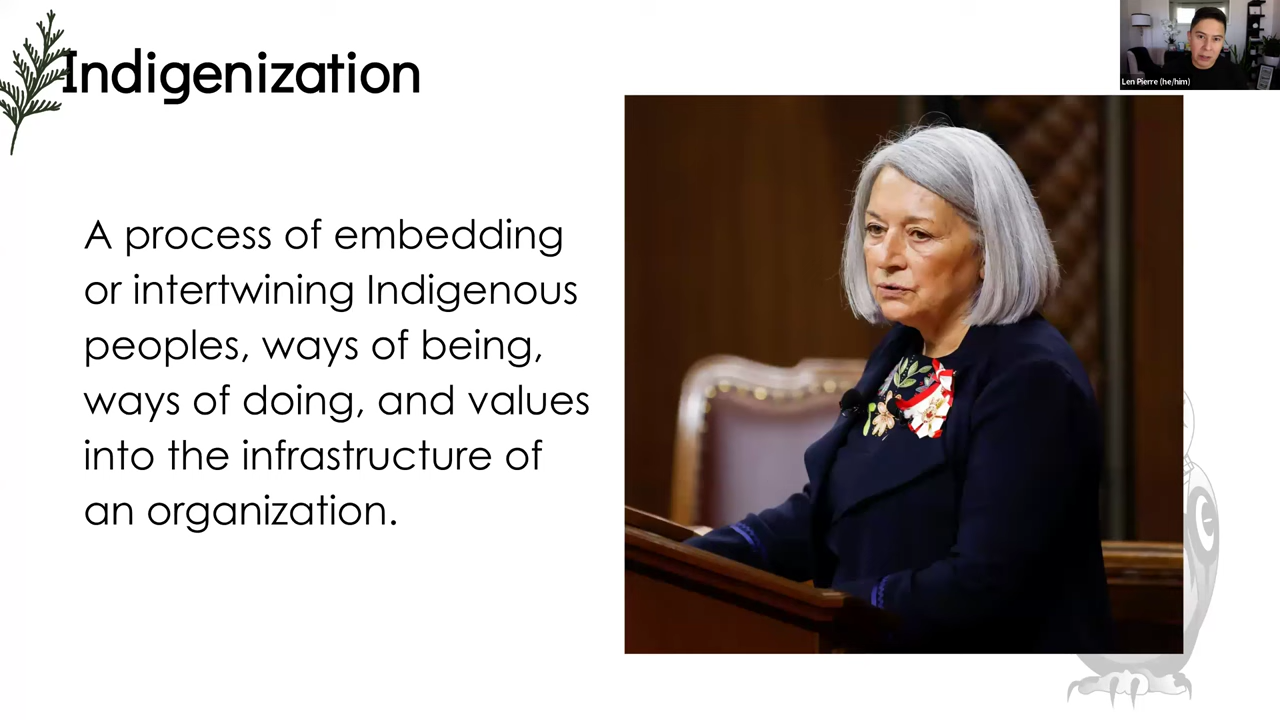 Indigenization
Len Pierre (he/him)
A process of embedding
or intertwining Indigenous
peoples, ways of being,
ways of doing, and values
into the infrastructure of
an organization.